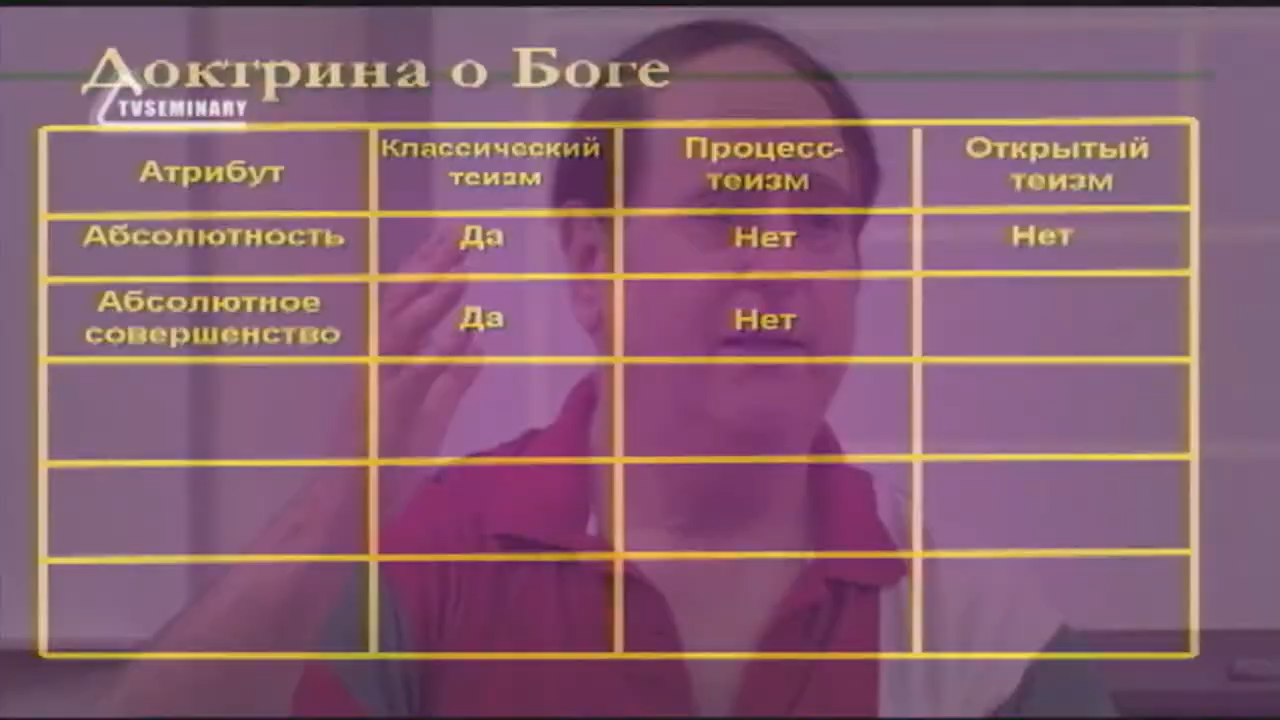 Доктрина о Боге
TVSEMINARY
Атрибут
Классический
теизм
Процесс-
теизм
Открытый
теизм
Абсолютность
Да
Нет
Нет
Абсолютное
совершенство
Да
Нет